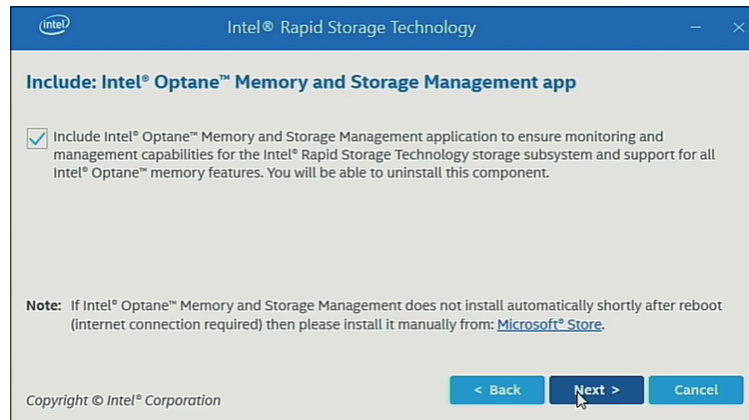 intel
Intel® Rapid Storage Technology
Include: Intel® Optane™ Memory and Storage Management app
Include Intel® Optane™ Memory and Storage Management application to ensure monitoring and
management capabilities for the Intel® Rapid Storage Technology storage subsystem and support for all
Intel® Optane™ memory features. You will be able to uninstall this component.
Note: If Intel® Optane™ Memory and Storage Management does not install automatically shortly after reboot
(internet connection required) then please install it manually from: Microsoft® Store.
< Back
Next >
Cancel
Copyright © Intel® Corporation